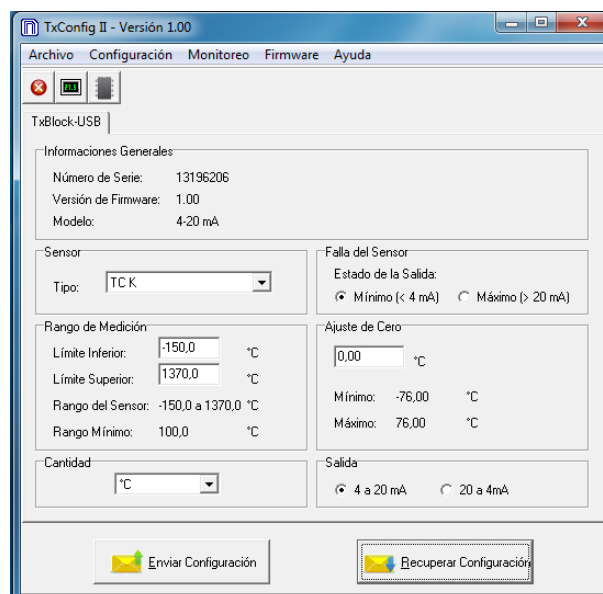 TxConfig II - Versión 1.00
Archivo Configuración Monitoreo Firmware Ayuda
TxBlock-USB
Informaciones Generales
Número de Serie: 13196206
Versión de Firmware: 1.00
Modelo: 4-20 mA
Sensor
Tipo: TC K
Falla del Sensor
Estado de la Salida:
Mínimo (< 4 mA) Máximo (> 20 mA)
Rango de Medición
Límite Inferior: -150,0 °C
Límite Superior: 1370,0 °C
Rango del Sensor: -150,0 a 1370,0 °C
Rango Mínimo: 100,0 °C
Ajuste de Cero
0,00 °C
Mínimo: -76,00 °C
Máximo: 76,00 °C
Cantidad
°C
Salida
4 a 20 mA 20 a 4mA
Enviar Configuración Recuperar Configuración